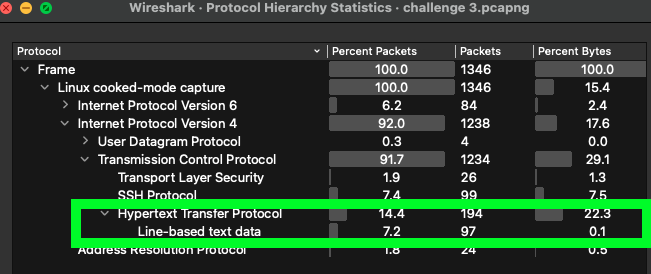 Wireshark · Protocol Hierarchy Statistics · challenge 3.pcapng
Protocol Percent Packets Packets Percent Bytes
Frame 100.0 1346 100.0
Linux cooked-mode capture 100.0 1346 15.4
Internet Protocol Version 6 6.2 84 2.4
Internet Protocol Version 4 92.0 1238 17.6
User Datagram Protocol 0.3 4 0.0
Transmission Control Protocol 91.7 1234 29.1
Transport Layer Security 1.9 26 1.3
SSH Protocol 7.4 99 7.5
Hypertext Transfer Protocol 14.4 194 22.3
Line-based text data 7.2 97 0.1
Address Resolution Protocol 1.8 24 0.5